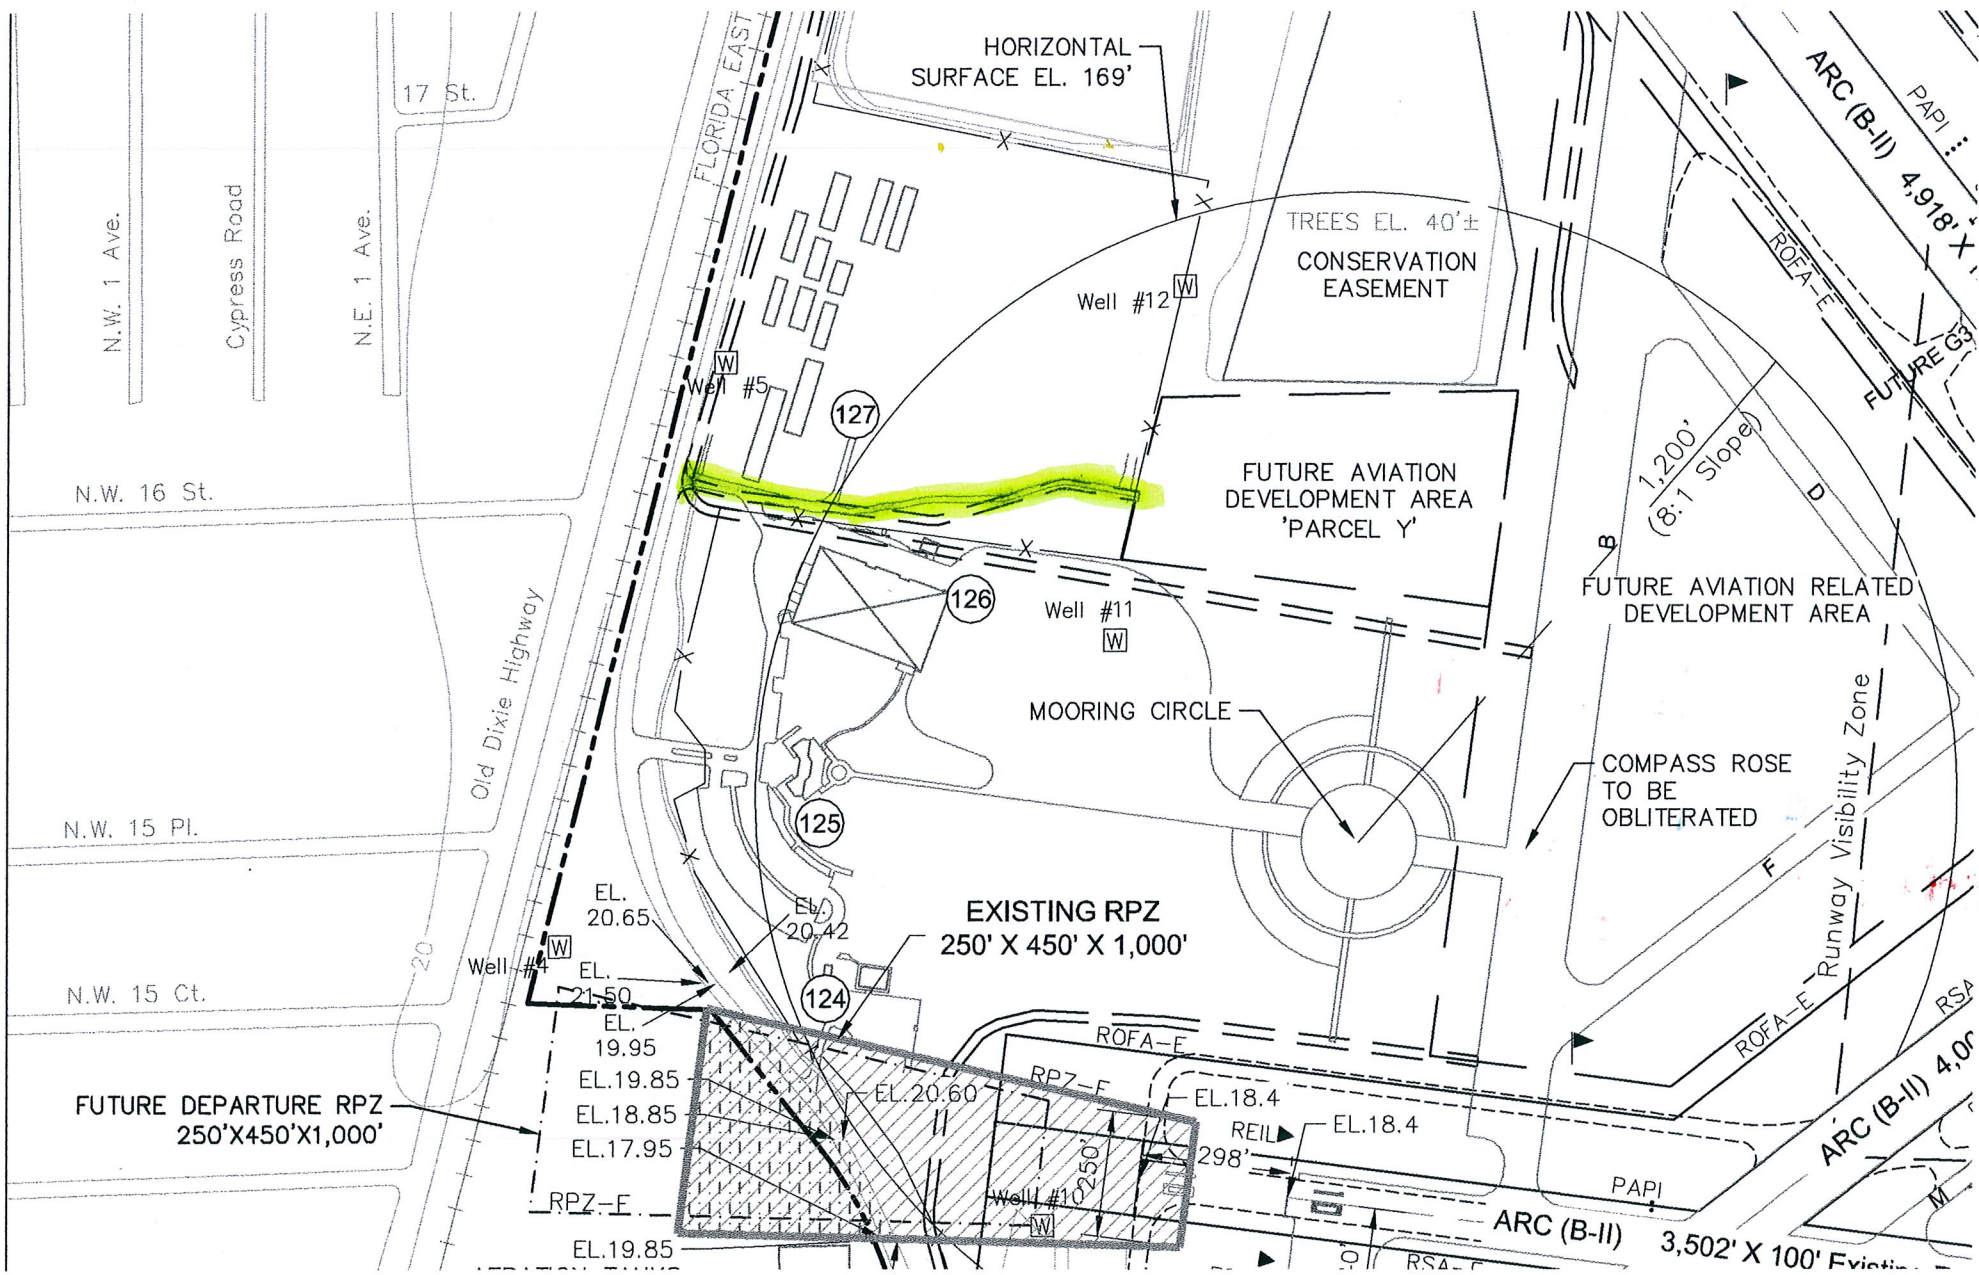 HORIZONTAL
SURFACE EL. 169'
17 St.
FLORIDA EAST
N.W. 1 Ave.
Cypress Road
N.E. 1 Ave.
ARC (B-II) 4,918' X
PAPI
TREES EL. 40'±
CONSERVATION
EASEMENT
ROFA-E
FUTURE G3
Well #12
W
W
Well #5
127
1,200'
(8:1 Slope)
N.W. 16 St.
FUTURE AVIATION
DEVELOPMENT AREA
'PARCEL Y'
D
B
FUTURE AVIATION RELATED
DEVELOPMENT AREA
126
Well #11
W
Old Dixie Highway
MOORING CIRCLE
COMPASS ROSE
TO BE
OBLITERATED
Runway Visibility Zone
N.W. 15 Pl.
125
F
EL.
20.65
EL.
20.42
EXISTING RPZ
250' X 450' X 1,000'
20
W
Well #4
EL.
21.50
N.W. 15 Ct.
124
EL.
19.95
ROFA-E
ROFA-E
RSA
EL.19.85
RPZ-E
EL.20.60
EL.18.4
FUTURE DEPARTURE RPZ
250'X450'X1,000'
EL.18.85
EL.17.95
REIL
EL.18.4
250'
298'
ARC (B-II) 4,00
RPZ-E
Well #10
W
PAPI
M
ARC (B-II) 3,502' X 100' Existing
EL.19.85
AERATION TANKS
RSA-E